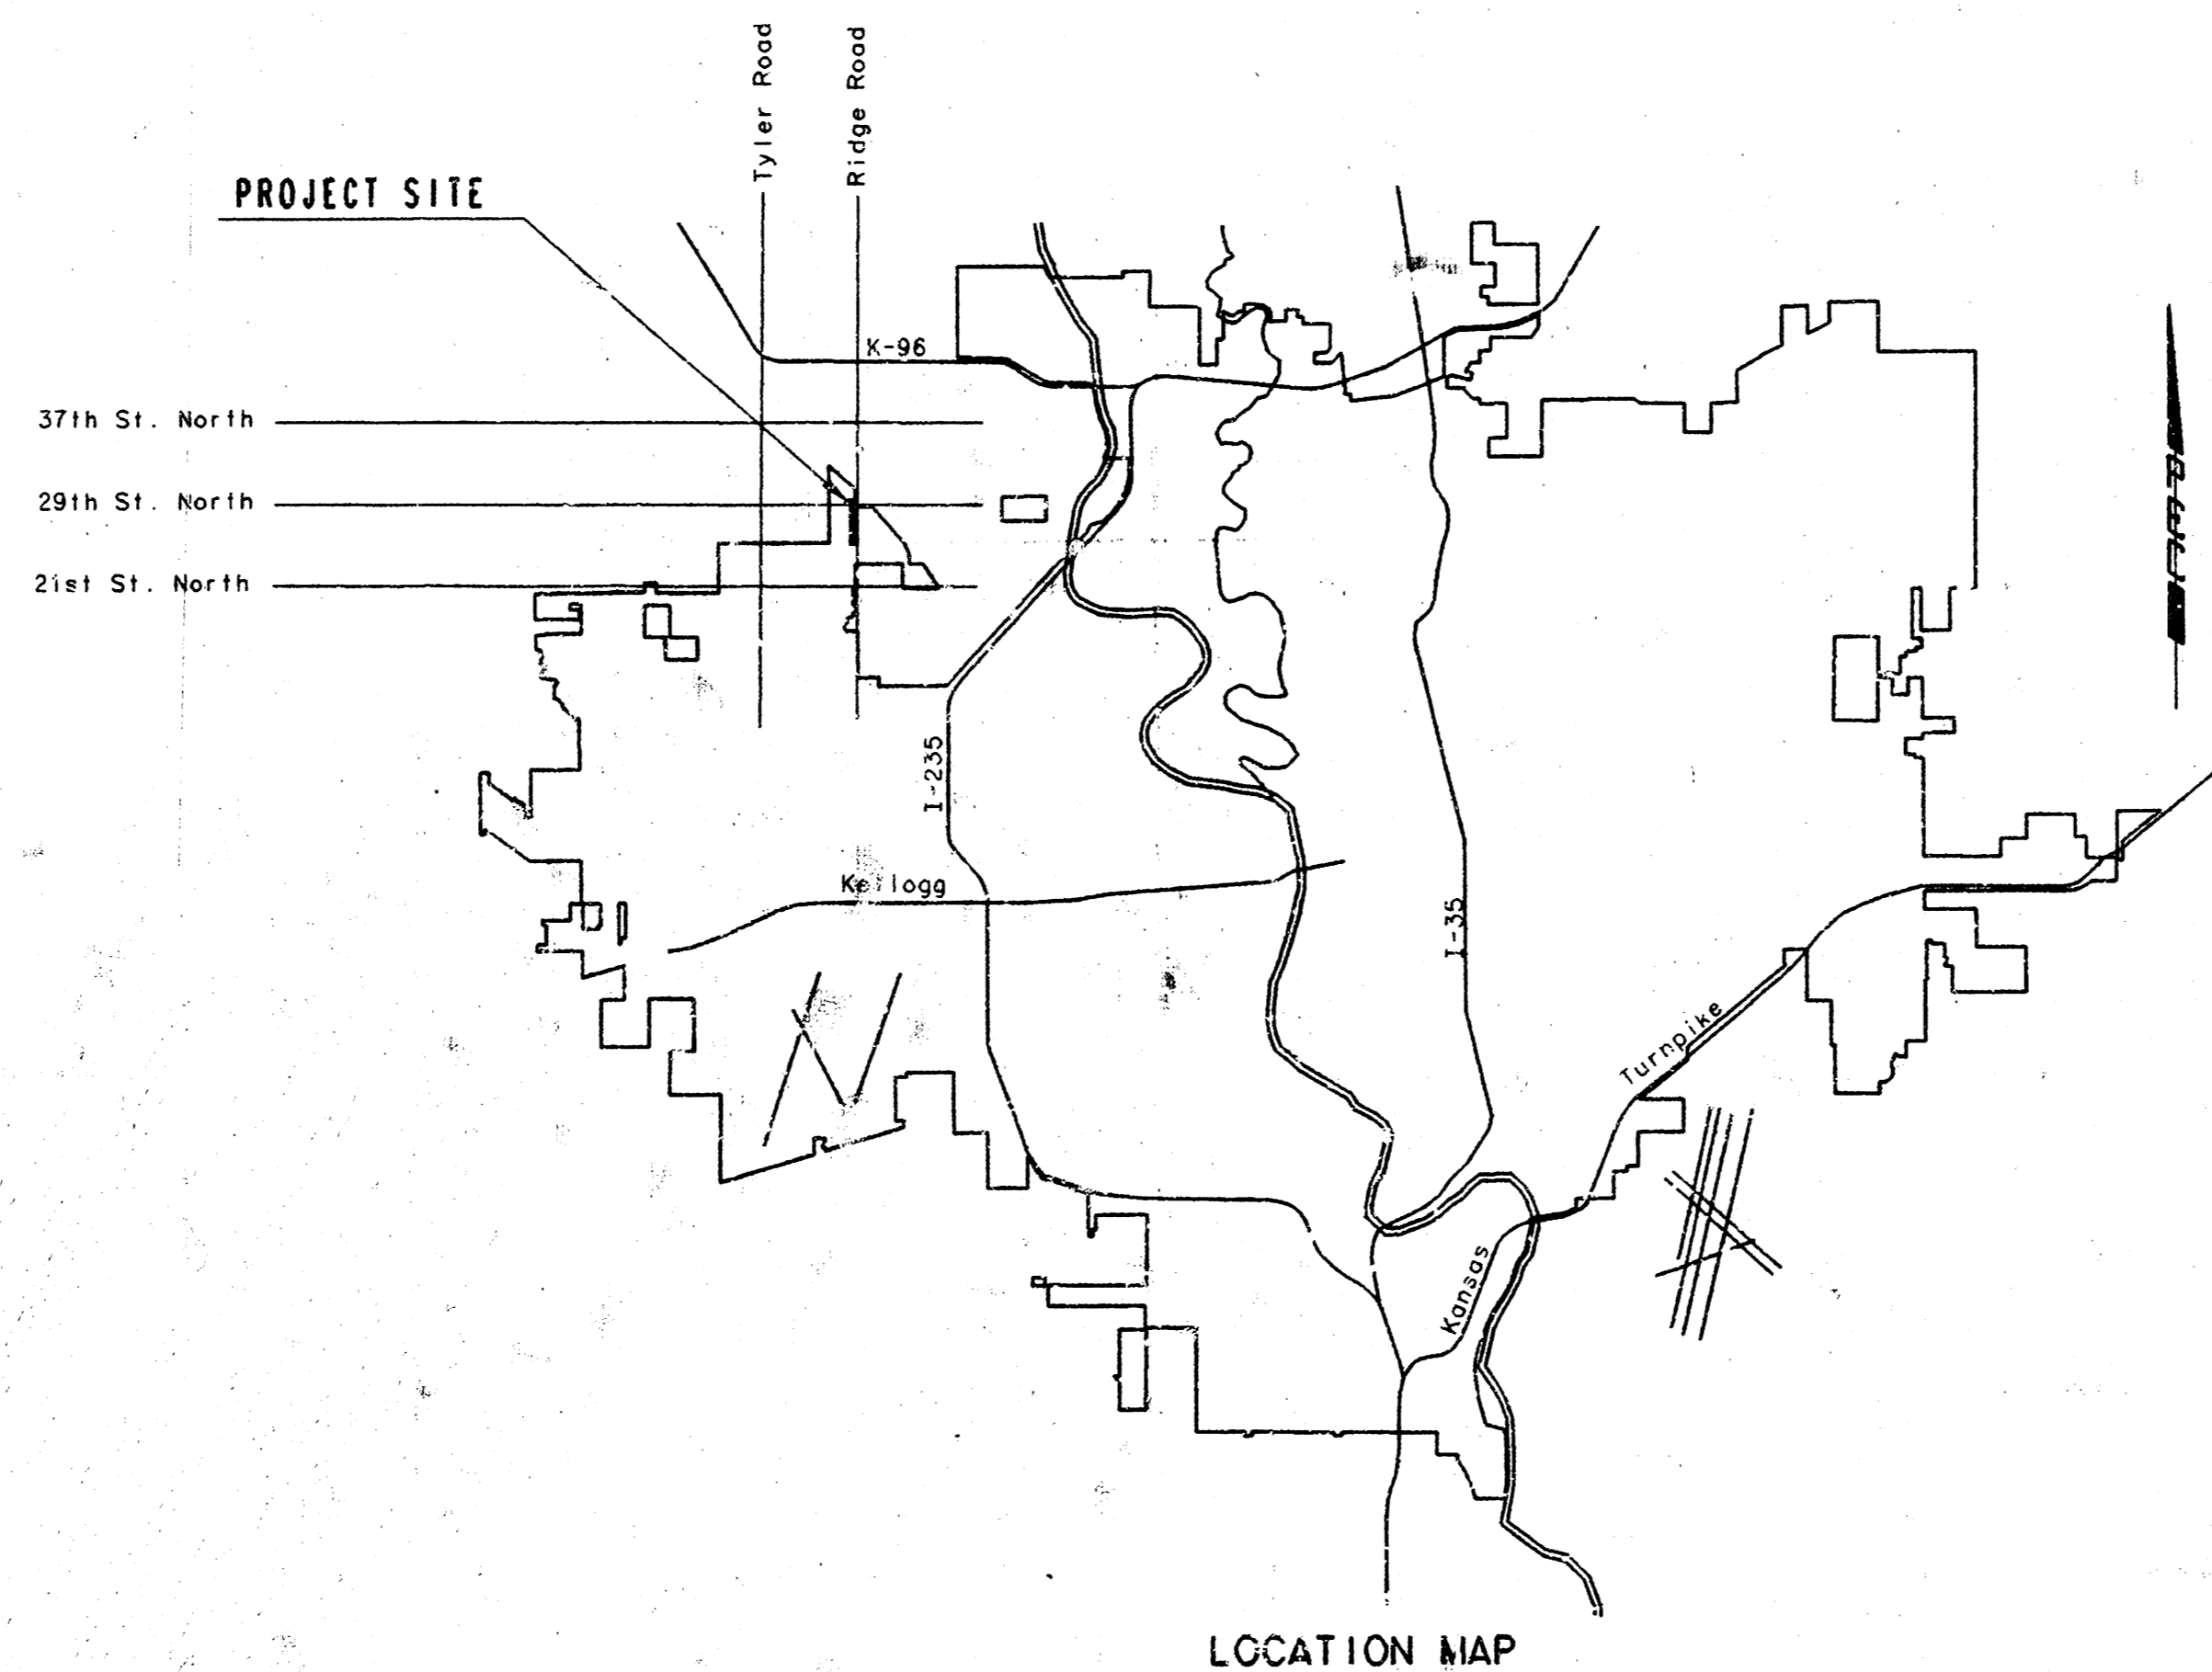 Tyler Road
Ridge Road
PROJECT SITE
K-96
37th St. North
29th St. North
21st St. North
I-235
Kellogg
I-35
Turnpike
Kansas
LOCATION MAP